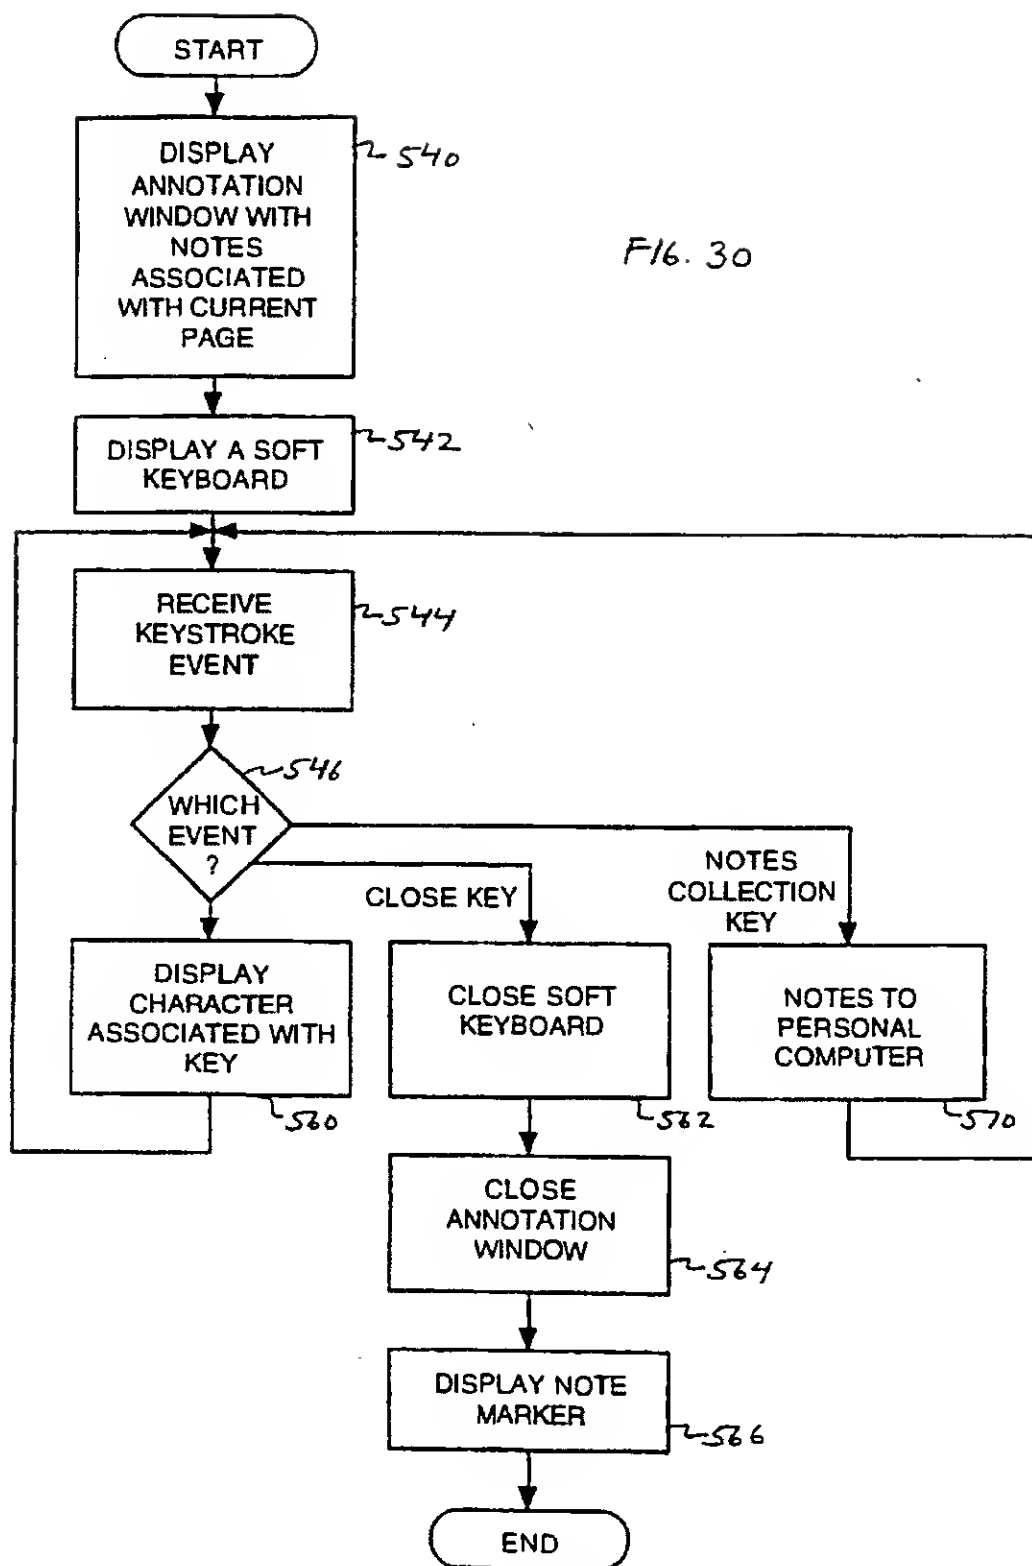 START
DISPLAY
ANNOTATION
WINDOW WITH
NOTES
ASSOCIATED
WITH CURRENT
PAGE
540
FIG. 30
DISPLAY A SOFT
KEYBOARD
542
RECEIVE
KEYSTROKE
EVENT
544
WHICH
EVENT
?
546
CLOSE KEY
NOTES
COLLECTION
KEY
DISPLAY
CHARACTER
ASSOCIATED WITH
KEY
560
CLOSE SOFT
KEYBOARD
562
NOTES TO
PERSONAL
COMPUTER
570
CLOSE
ANNOTATION
WINDOW
564
DISPLAY NOTE
MARKER
566
END